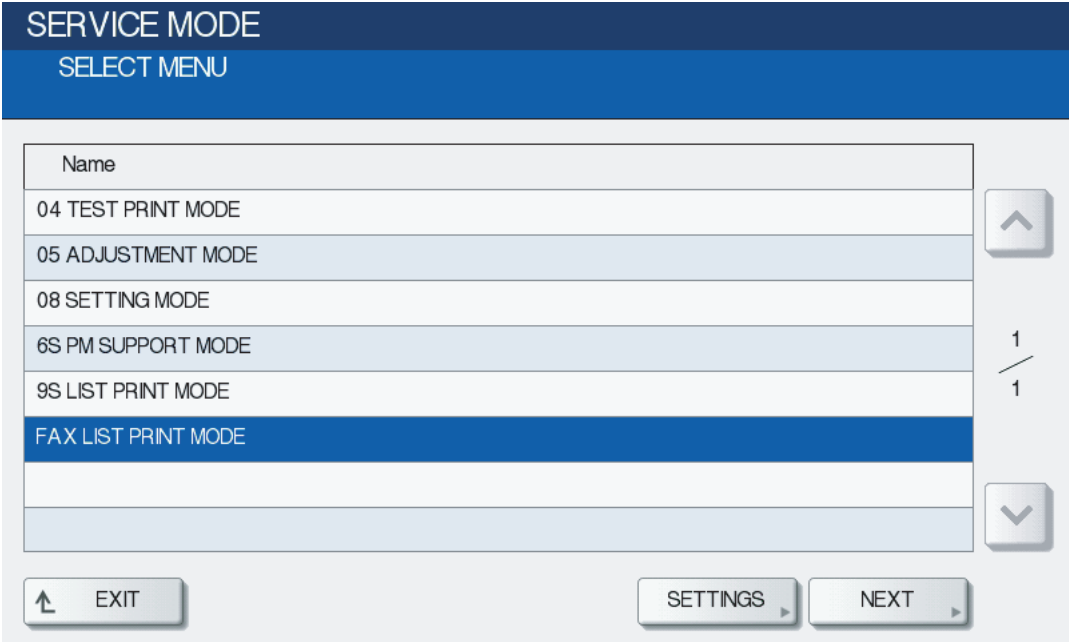 SERVICE MODE
SELECT MENU
Name
04 TEST PRINT MODE
05 ADJUSTMENT MODE
08 SETTING MODE
6S PM SUPPORT MODE
9S LIST PRINT MODE
FAX LIST PRINT MODE
1
1
EXIT
SETTINGS
NEXT